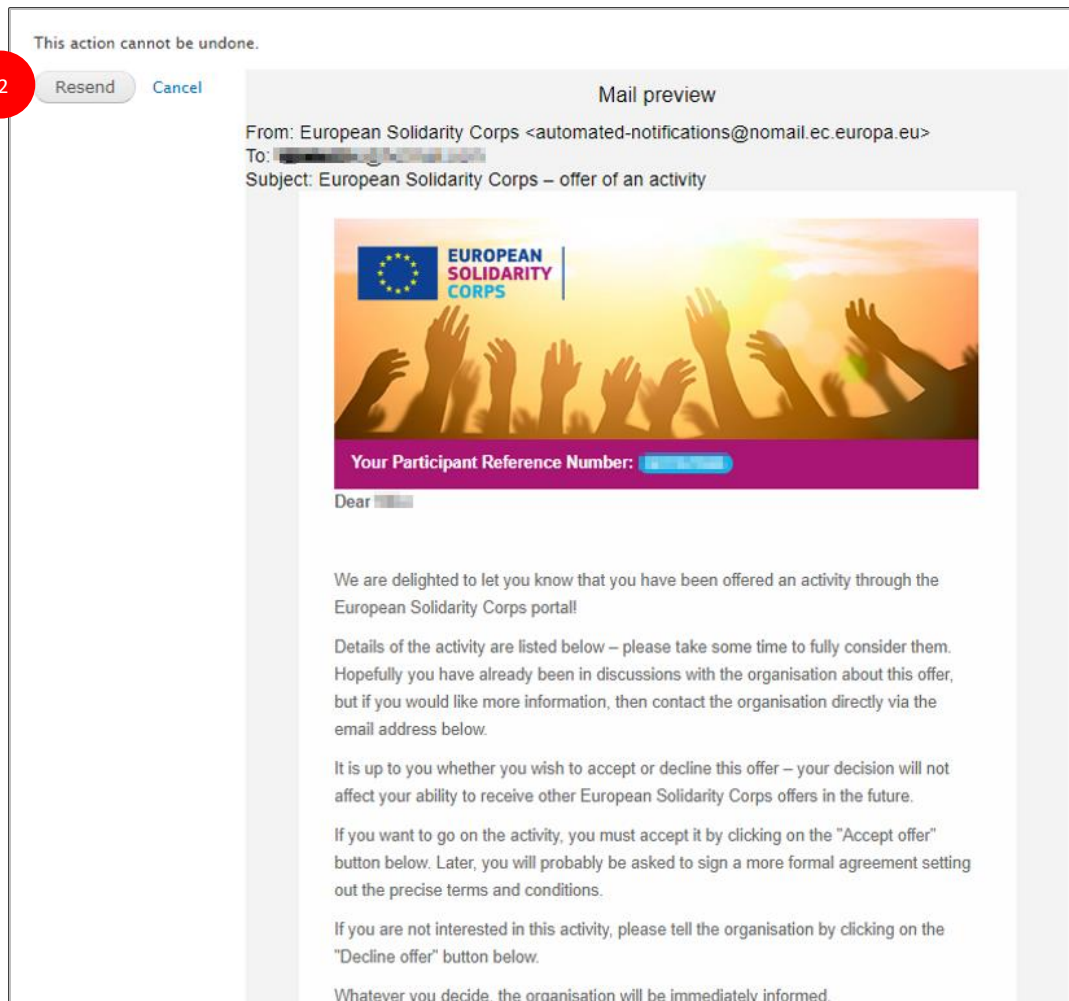 This action cannot be undone.
2
Resend Cancel
Mail preview
From: European Solidarity Corps <automated-notifications@nomail.ec.europa.eu>
To:
Subject: European Solidarity Corps – offer of an activity
EUROPEAN
SOLIDARITY
CORPS
Your Participant Reference Number:
Dear
We are delighted to let you know that you have been offered an activity through the
European Solidarity Corps portal!
Details of the activity are listed below – please take some time to fully consider them.
Hopefully you have already been in discussions with the organisation about this offer,
but if you would like more information, then contact the organisation directly via the
email address below.
It is up to you whether you wish to accept or decline this offer – your decision will not
affect your ability to receive other European Solidarity Corps offers in the future.
If you want to go on the activity, you must accept it by clicking on the "Accept offer"
button below. Later, you will probably be asked to sign a more formal agreement setting
out the precise terms and conditions.
If you are not interested in this activity, please tell the organisation by clicking on the
"Decline offer" button below.
Whatever you decide, the organisation will be immediately informed.